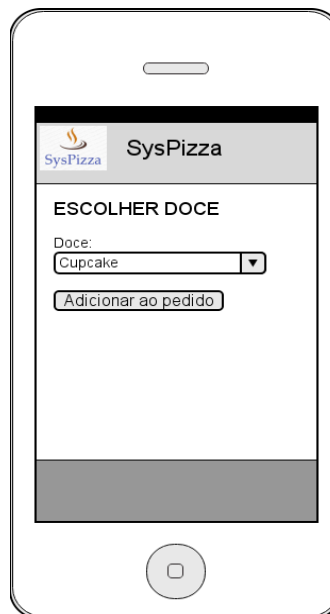 SysPizza
SysPizza
ESCOLHER DOCE
Doce:
Cupcake
Adicionar ao pedido